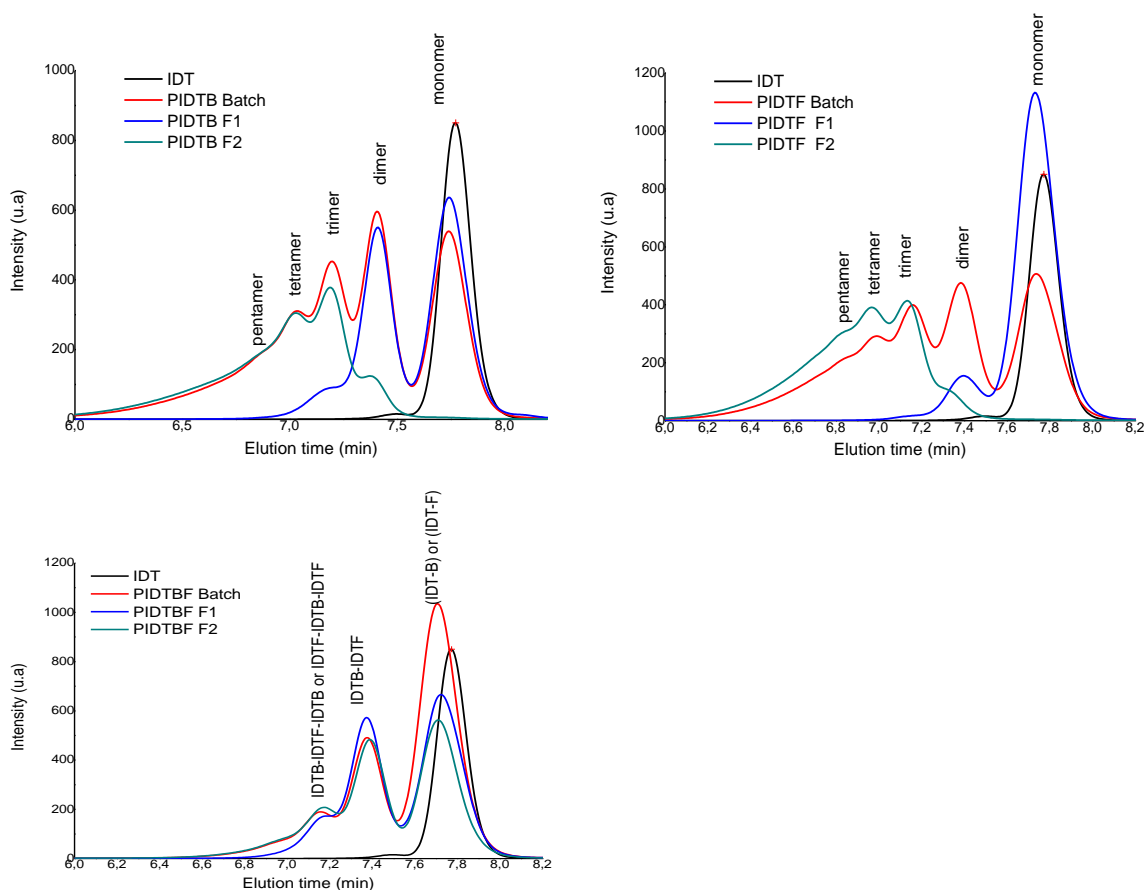 1000
800
600
400
200
0
Intensity (u.a)
IDT
PIDTB Batch
PIDTB F1
PIDTB F2
pentamer
tetramer
trimer
dimer
monomer
6,0 6,5 7,0 7,5 8,0
Elution time (min)
1200
1000
800
600
400
200
0
Intensity (u.a)
IDT
PIDTF Batch
PIDTF F1
PIDTF F2
pentamer
tetramer
trimer
dimer
monomer
6,0 6,2 6,4 6,6 6,8 7,0 7,2 7,4 7,6 7,8 8,0 8,2
Elution time (min)
1200
1000
800
600
400
200
0
Intensity (u.a)
IDT
PIDTBF Batch
PIDTBF F1
PIDTBF F2
IDTB-IDTF-IDTB or IDTF-IDTB-IDTF
IDTB-IDTF
(IDT-B) or (IDT-F)
6,0 6,2 6,4 6,6 6,8 7,0 7,2 7,4 7,6 7,8 8,0 8,2
Elution time (min)